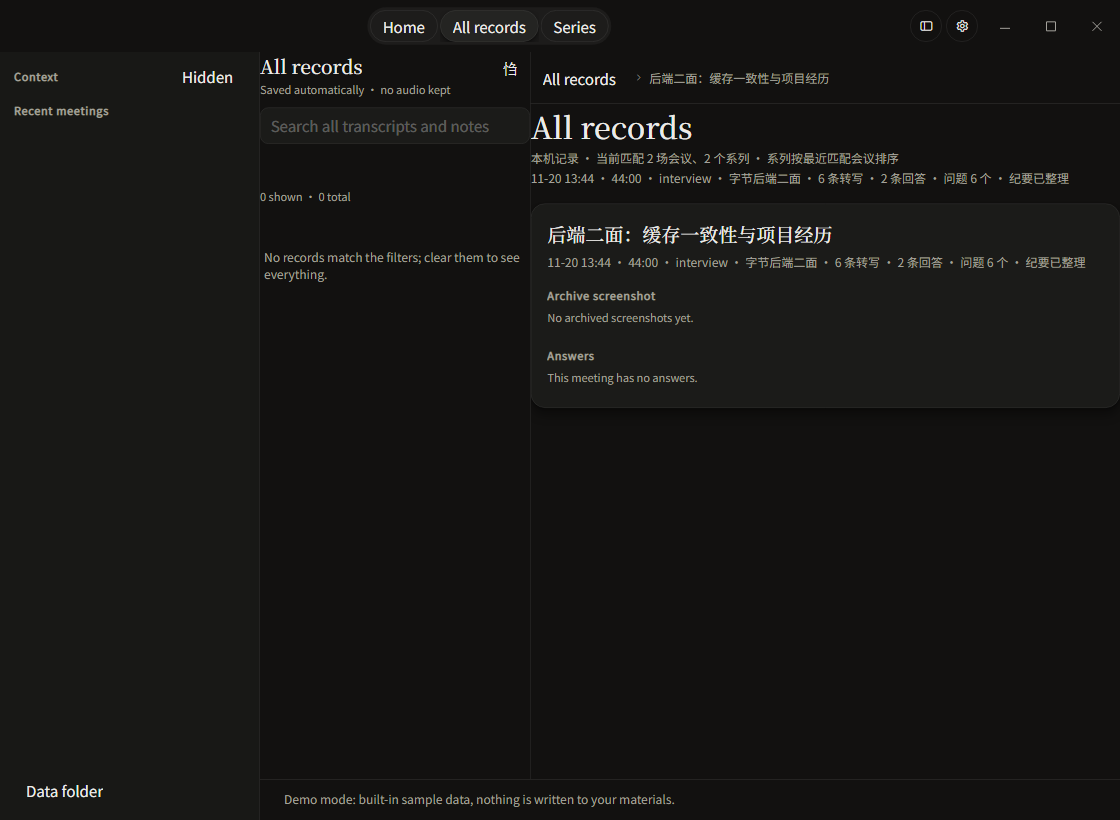 Home
All records
Series
Context
Hidden
Recent meetings
Data folder
All records
恰
Saved automatically • no audio kept
Search all transcripts and notes
0 shown • 0 total
No records match the filters; clear them to see
everything.
All records › 后端二面：缓存一致性与项目经历
All records
本机记录 • 当前匹配 2 场会议、2 个系列 • 系列按最近匹配会议排序
11-20 13:44 • 44:00 • interview • 字节后端二面 • 6 条转写 • 2 条回答 • 问题 6 个 • 纪要已整理
后端二面：缓存一致性与项目经历
11-20 13:44 • 44:00 • interview • 字节后端二面 • 6 条转写 • 2 条回答 • 问题 6 个 • 纪要已整理
Archive screenshot
No archived screenshots yet.
Answers
This meeting has no answers.
Demo mode: built-in sample data, nothing is written to your materials.